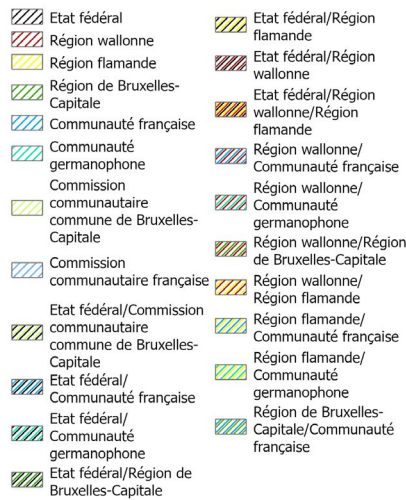 Etat fédéral
Région wallonne
Région flamande
Région de Bruxelles-
Capitale
Communauté française
Communauté
germanophone
Commission
communautaire
commune de Bruxelles-
Capitale
Commission
communautaire française
Etat fédéral/Commission
communautaire
commune de Bruxelles-
Capitale
Etat fédéral/
Communauté française
Etat fédéral/
Communauté
germanophone
Etat fédéral/Région de
Bruxelles-Capitale
Etat fédéral/Région
flamande
Etat fédéral/Région
wallonne
Etat fédéral/Région
wallonne/Région
flamande
Région wallonne/
Communauté française
Région wallonne/
Communauté
germanophone
Région wallonne/Région
de Bruxelles-Capitale
Région wallonne/
Région flamande
Région flamande/
Communauté française
Région flamande/
Communauté
germanophone
Région de Bruxelles-
Capitale/Communauté
française